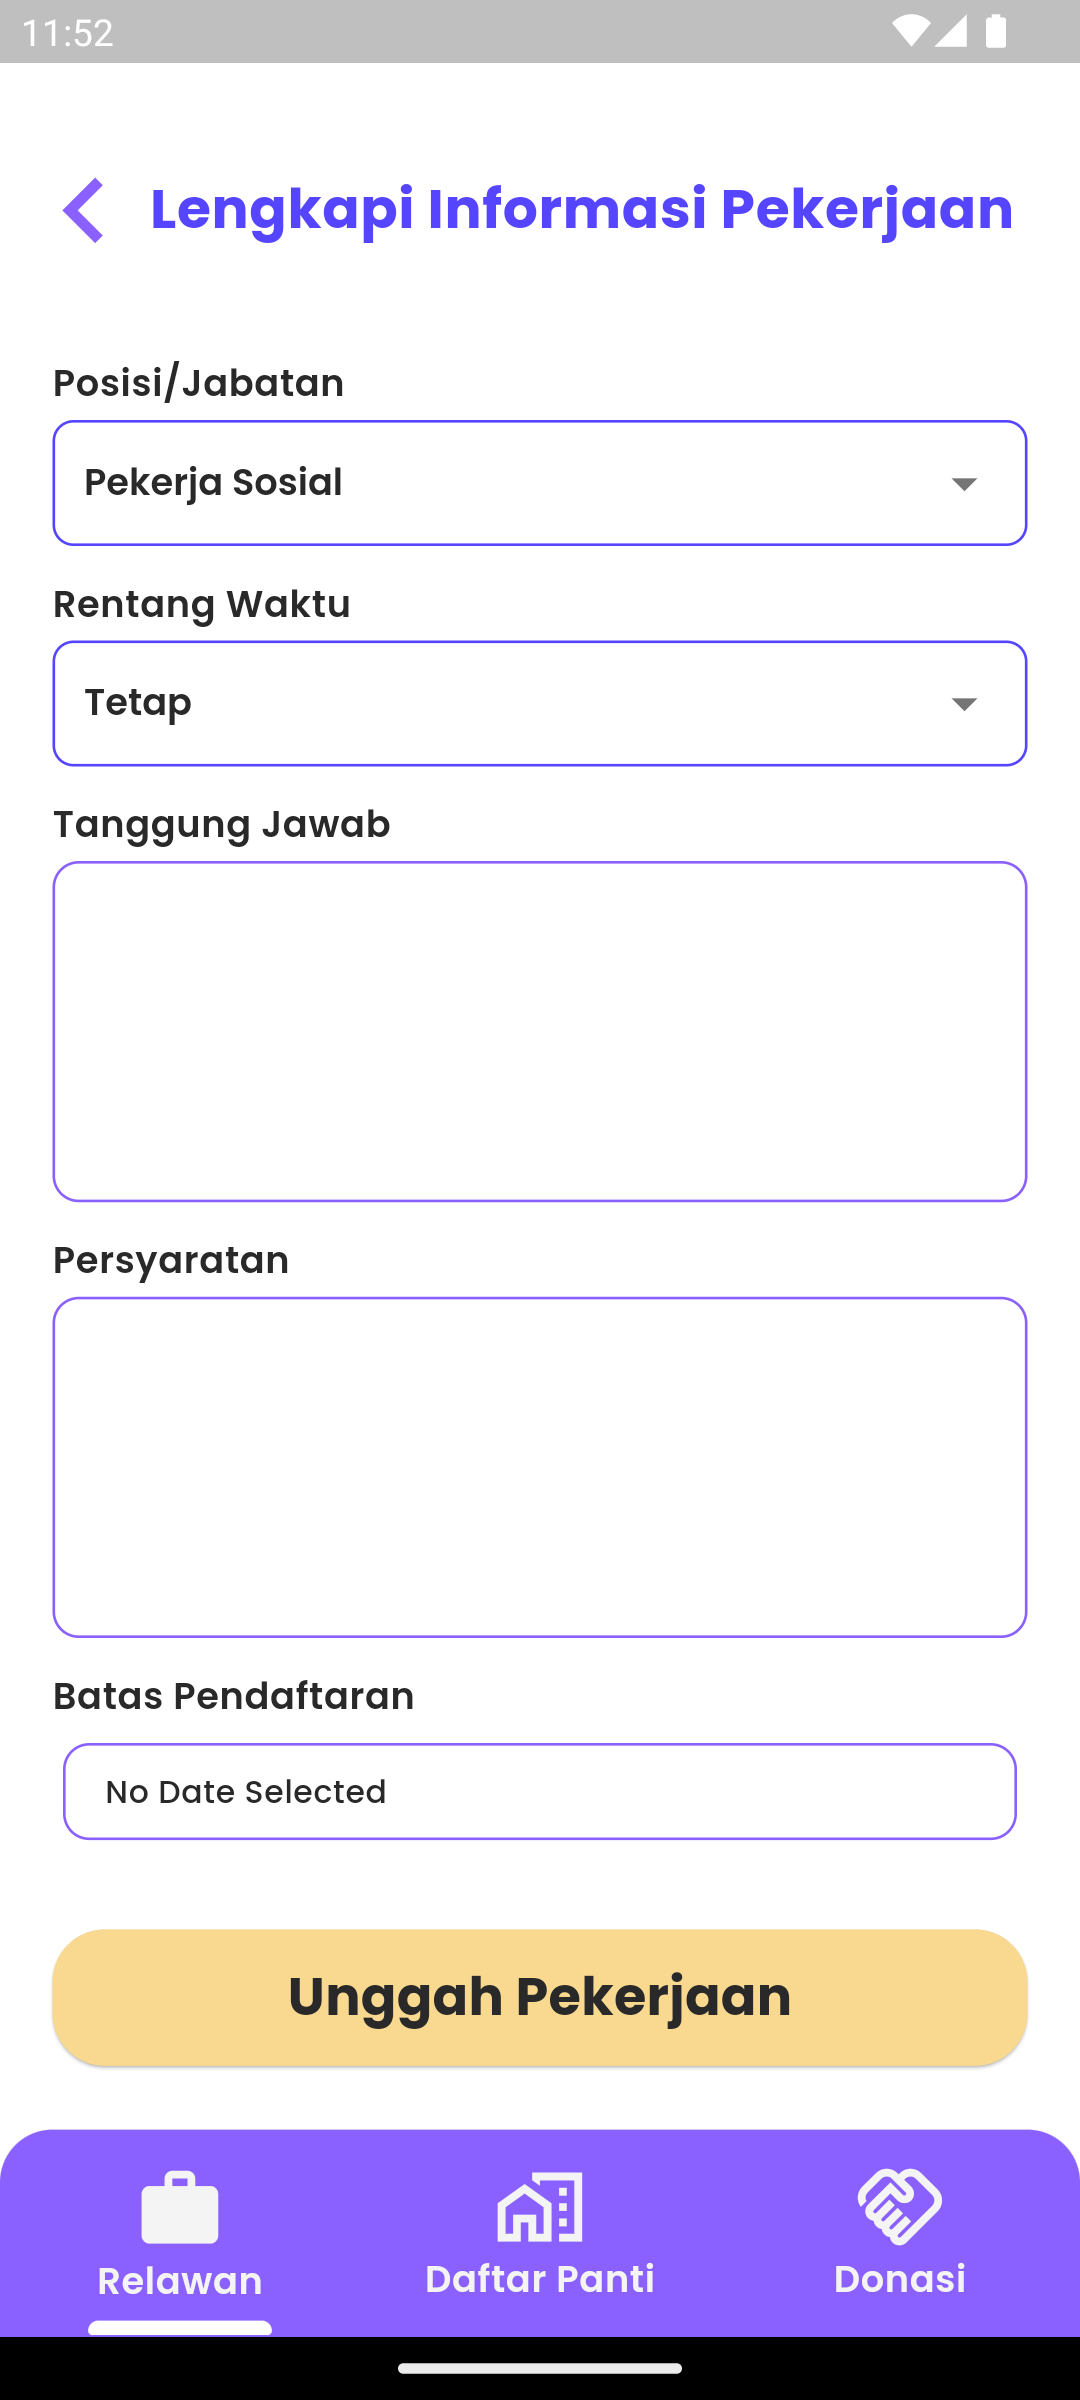 11:52
Lengkapi Informasi Pekerjaan
Posisi/Jabatan
Pekerja Sosial
Rentang Waktu
Tetap
Tanggung Jawab
Persyaratan
Batas Pendaftaran
No Date Selected
Unggah Pekerjaan
Relawan
Daftar Panti
Donasi